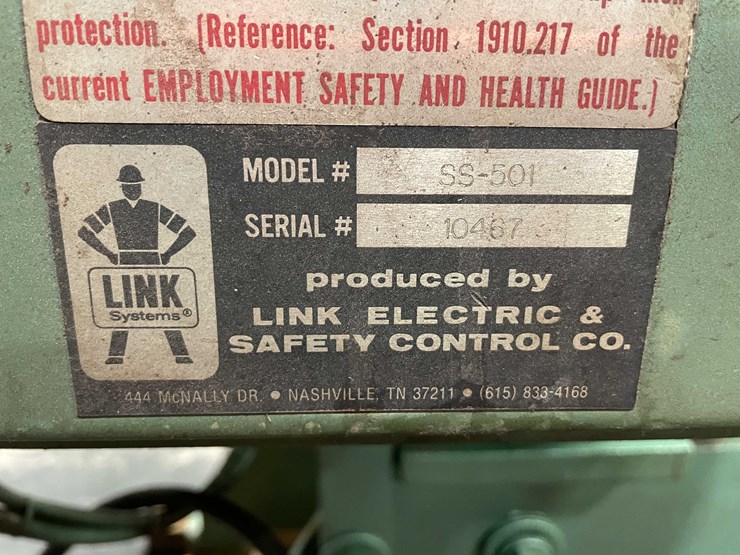 protection. (Reference: Section 1910.217 of the
current EMPLOYMENT SAFETY AND HEALTH GUIDE.)
MODEL # SS-501
SERIAL # 10467
LINK
Systems®
produced by
LINK ELECTRIC &
SAFETY CONTROL CO.
444 McNALLY DR. • NASHVILLE, TN 37211 • (615) 833-4168